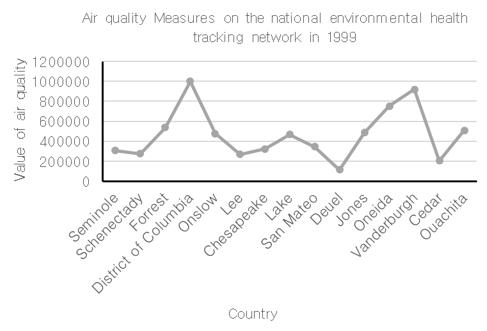 Air quality Measures on the national environmental health
tracking network in 1999
Value of air quality
1200000
1000000
800000
600000
400000
200000
0
Seminole
Schenectady
Forrest
District of Columbia
Onslow
Lee
Chesapeake
Lake
San Mateo
Deuel
Jones
Oneida
Vanderburgh
Cedar
Ouachita
Country